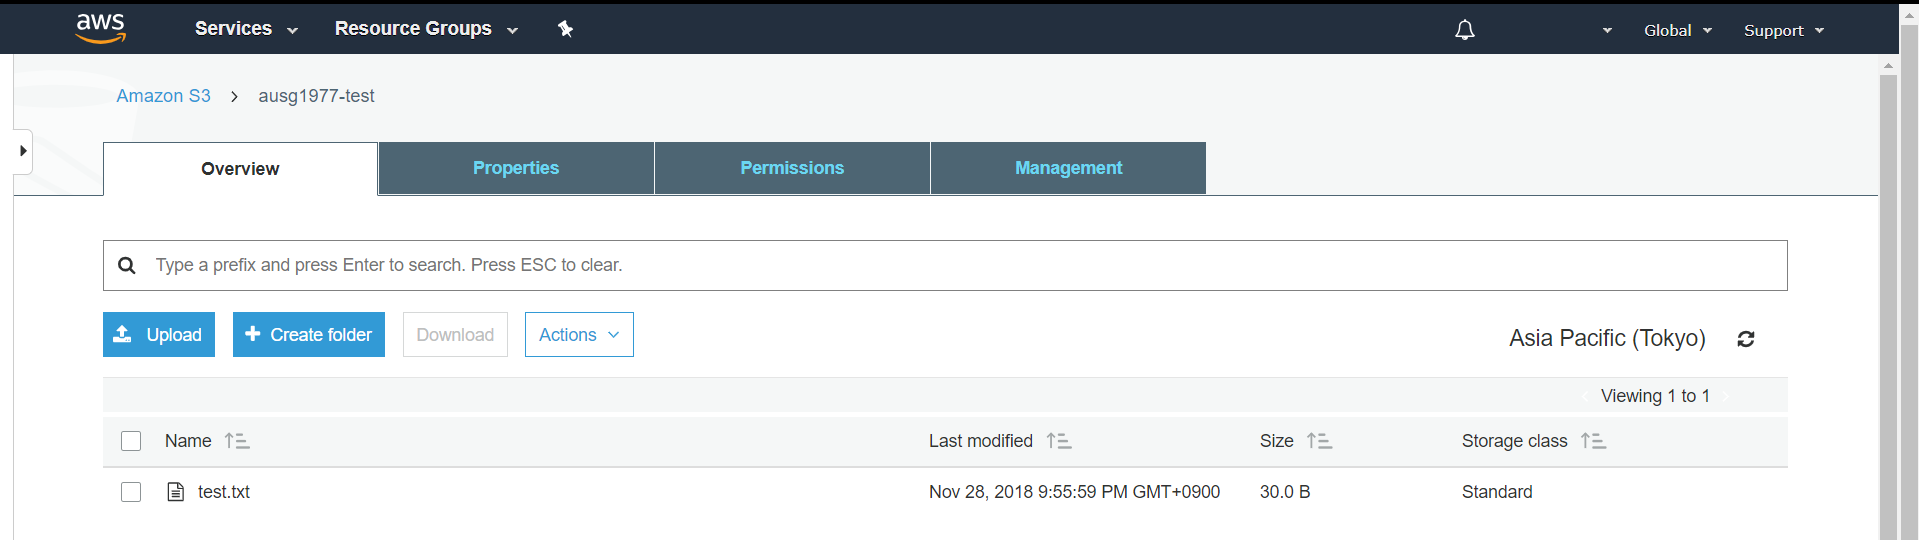 aws Services Resource Groups Global Support
Amazon S3 > ausg1977-test
Overview Properties Permissions Management
Type a prefix and press Enter to search. Press ESC to clear.
Upload Create folder Download Actions Asia Pacific (Tokyo)
Viewing 1 to 1
Name Last modified Size Storage class
test.txt Nov 28, 2018 9:55:59 PM GMT+0900 30.0 B Standard